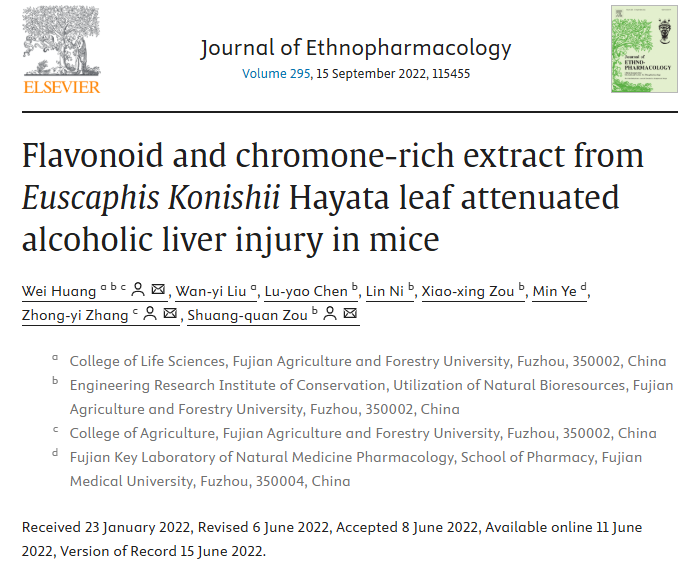 ELSEVIER
Journal of Ethnopharmacology
Volume 295, 15 September 2022, 115455
Journal of
ETHNO-
PHARMACOLOGY
Flavonoid and chromone-rich extract from
Euscaphis Konishii Hayata leaf attenuated
alcoholic liver injury in mice
Wei Huang a b c, Wan-yi Liu a, Lu-yao Chen b, Lin Ni b, Xiao-xing Zou b, Min Ye d,
Zhong-yi Zhang c, Shuang-quan Zou b
a College of Life Sciences, Fujian Agriculture and Forestry University, Fuzhou, 350002, China
b Engineering Research Institute of Conservation, Utilization of Natural Bioresources, Fujian
Agriculture and Forestry University, Fuzhou, 350002, China
c College of Agriculture, Fujian Agriculture and Forestry University, Fuzhou, 350002, China
d Fujian Key Laboratory of Natural Medicine Pharmacology, School of Pharmacy, Fujian
Medical University, Fuzhou, 350004, China
Received 23 January 2022, Revised 6 June 2022, Accepted 8 June 2022, Available online 11 June
2022, Version of Record 15 June 2022.